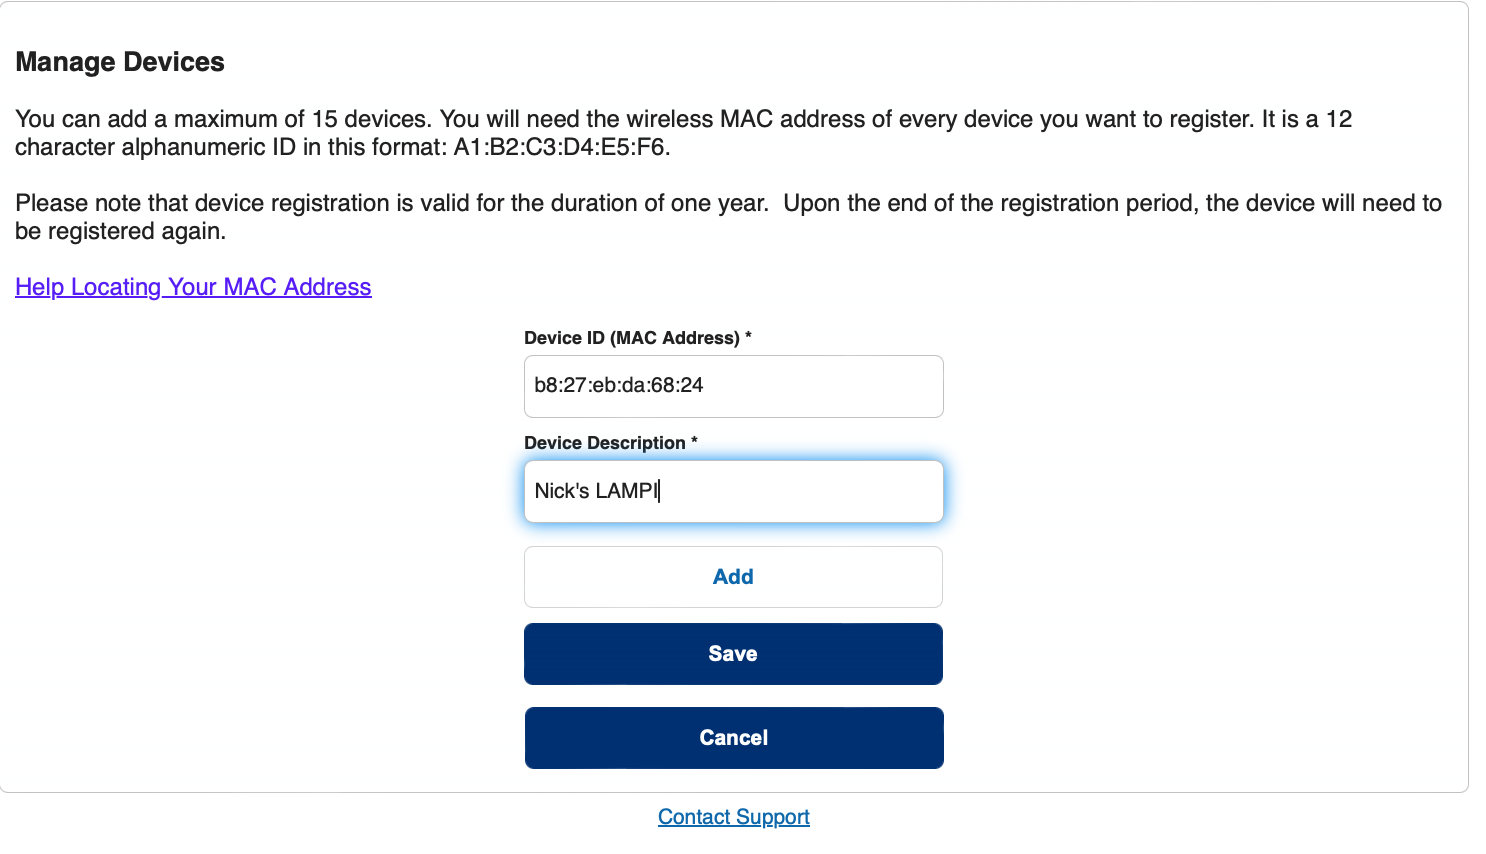 Manage Devices
You can add a maximum of 15 devices. You will need the wireless MAC address of every device you want to register. It is a 12
character alphanumeric ID in this format: A1:B2:C3:D4:E5:F6.
Please note that device registration is valid for the duration of one year.  Upon the end of the registration period, the device will need to
be registered again.
Help Locating Your MAC Address
Device ID (MAC Address) *
b8:27:eb:da:68:24
Device Description *
Nick's LAMPI
Add
Save
Cancel
Contact Support